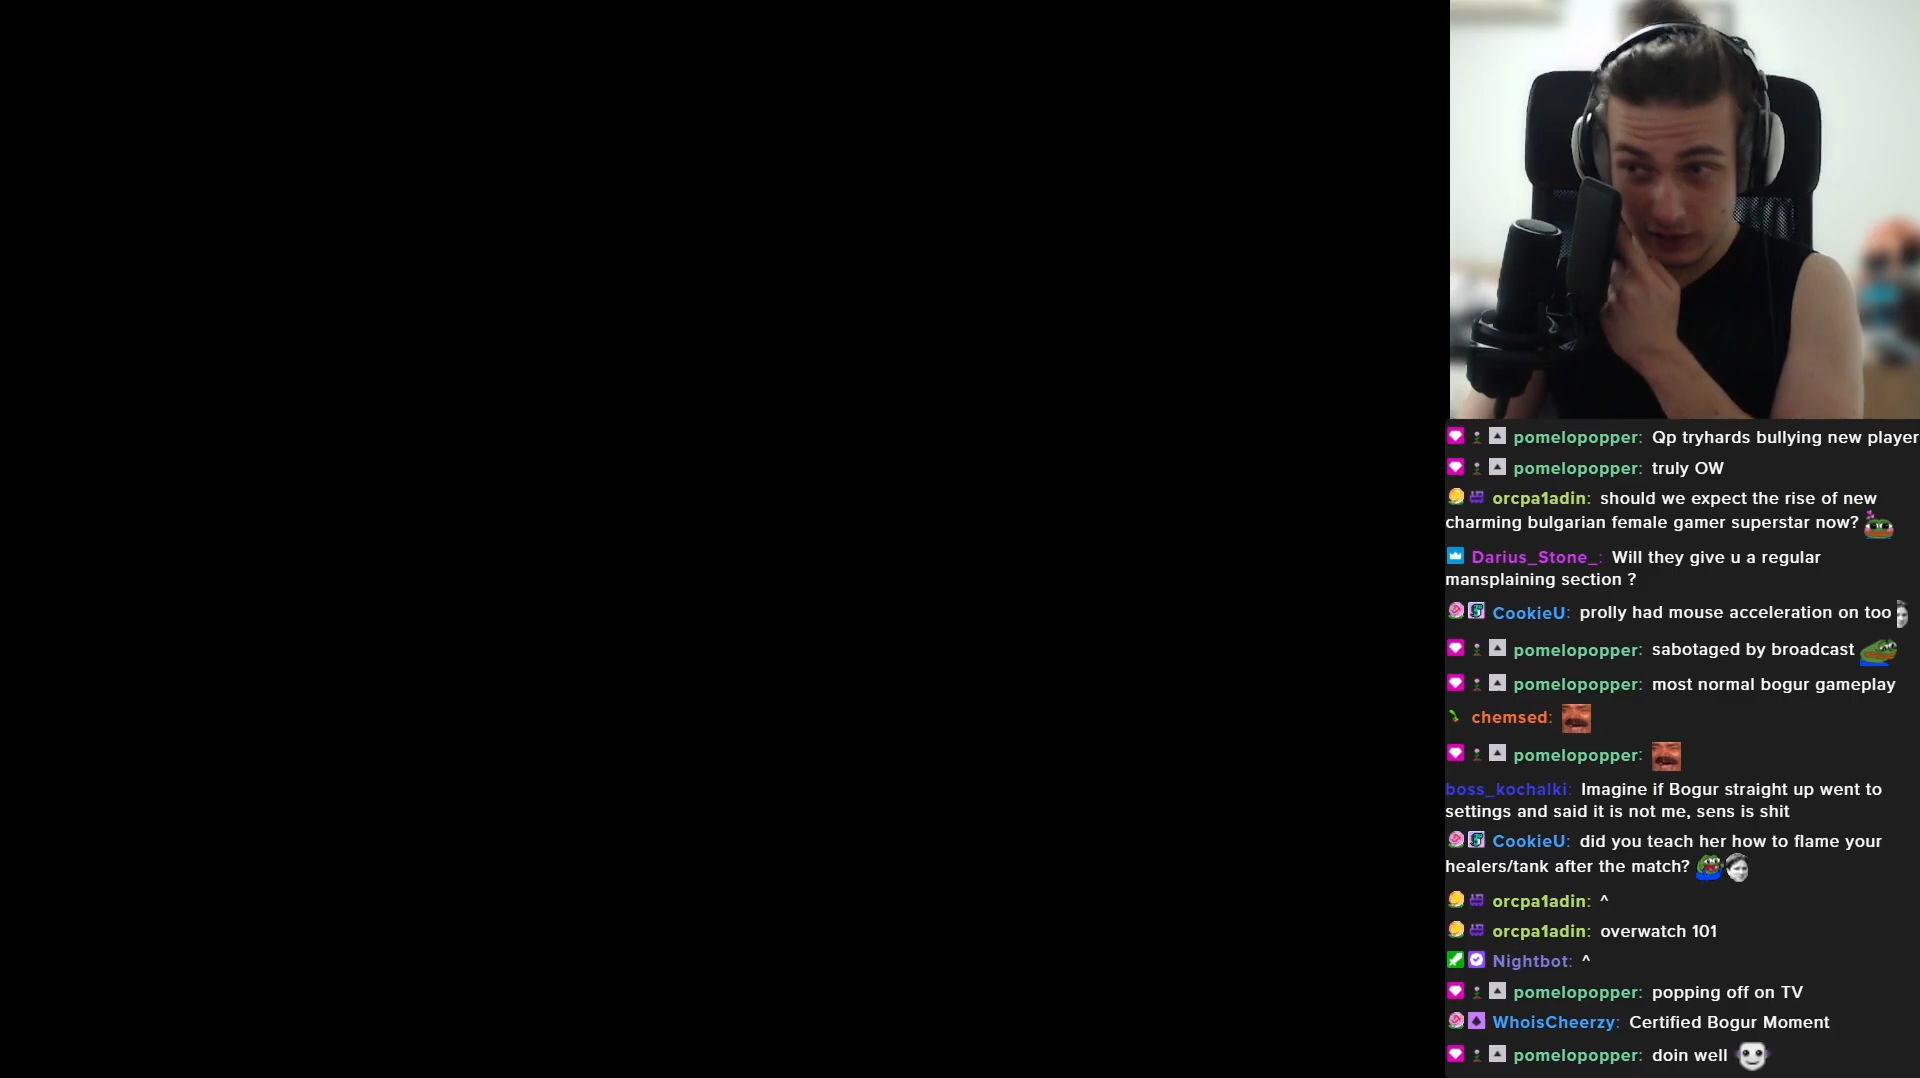 pomelopopper: Qp tryhards bullying new player
pomelopopper: truly OW
orcpa1adin: should we expect the rise of new
charming bulgarian female gamer superstar now?
Darius_Stone_: Will they give u a regular
mansplaining section ?
CookieU: prolly had mouse acceleration on too
pomelopopper: sabotaged by broadcast
pomelopopper: most normal bogur gameplay
chemsed:
pomelopopper:
boss_kochalki: Imagine if Bogur straight up went to
settings and said it is not me, sens is shit
CookieU: did you teach her how to flame your
healers/tank after the match?
orcpa1adin: ^
orcpa1adin: overwatch 101
Nightbot: ^
pomelopopper: popping off on TV
WhoisCheerzy: Certified Bogur Moment
pomelopopper: doin well